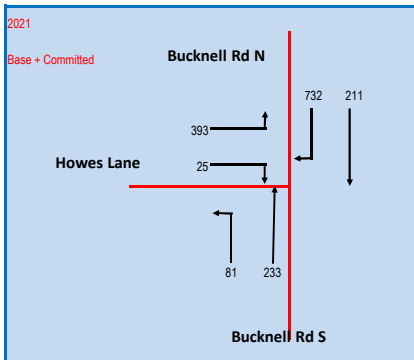 2021
Base + Committed
Bucknell Rd N
732 211
393
Howes Lane
25
81 233
Bucknell Rd S